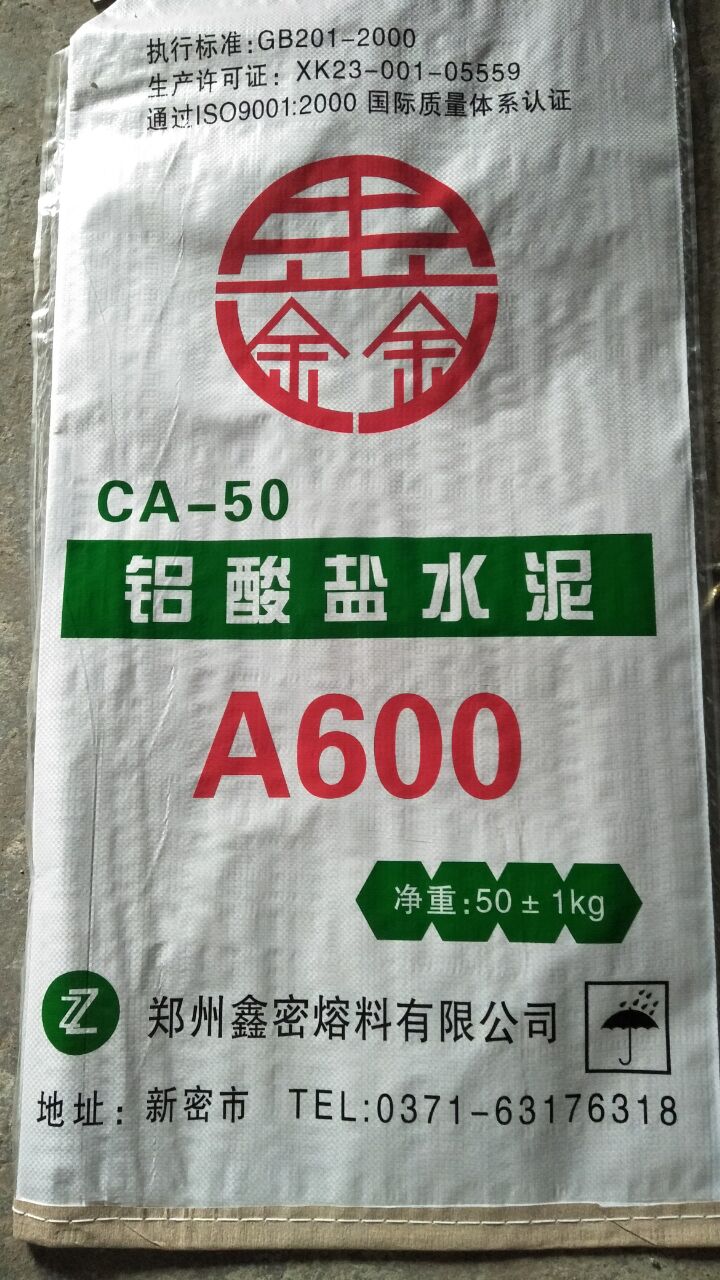 执行标准:GB201-2000
生产许可证：XK23-001-05559
通过ISO9001:2000 国际质量体系认证
CA-50
铝酸盐水泥
A600
净重:50±1kg
郑州鑫密熔料有限公司
地址：新密市 TEL:0371-63176318